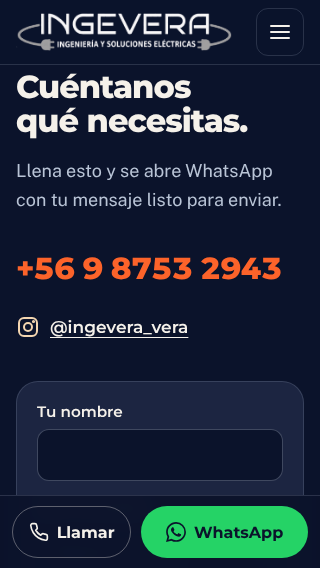 INGEVERA
INGENIERÍA Y SOLUCIONES ELÉCTRICAS
Cuéntanos
qué necesitas.
Llena esto y se abre WhatsApp
con tu mensaje listo para enviar.
+56 9 8753 2943
@ingevera_vera
Tu nombre
Llamar
WhatsApp